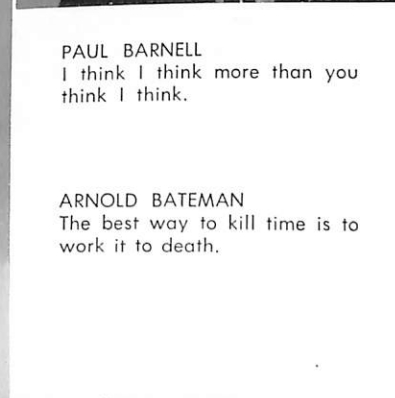 PAUL BARNELL
I think I think more than you
think I think.
ARNOLD BATEMAN
The best way to kill time is to
work it to death.